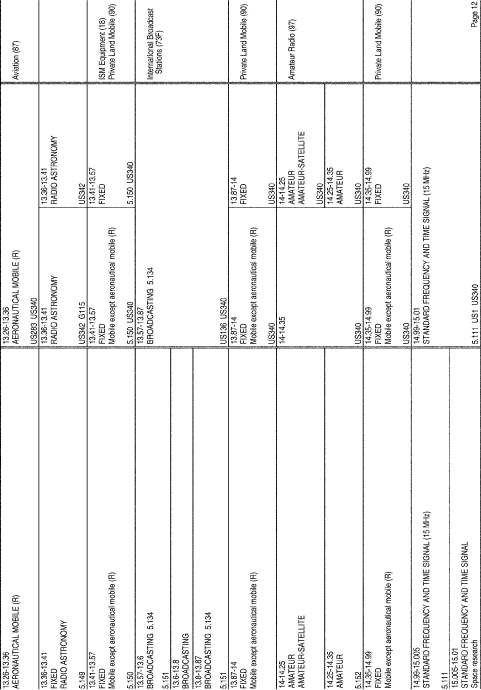 13.26-13.36
AERONAUTICAL MOBILE (R)
13.26-13.36
AERONAUTICAL MOBILE (R)
US283 US340
Aviation (87)
13.36-13.41
FIXED
RADIO ASTRONOMY
5.149
13.36-13.41
RADIO ASTRONOMY
US342 G115
13.36-13.41
RADIO ASTRONOMY
US342
13.41-13.57
FIXED
Mobile except aeronautical mobile (R)
5.150
13.41-13.57
FIXED
Mobile except aeronautical mobile (R)
5.150 US340
13.41-13.57
FIXED
5.150 US340
ISM Equipment (18)
Private Land Mobile (90)
13.57-13.6
BROADCASTING 5.134
5.151
13.6-13.8
BROADCASTING
13.8-13.87
BROADCASTING 5.134
5.151
13.57-13.87
BROADCASTING 5.134
US136 US340
International Broadcast
Stations (73F)
13.87-14
FIXED
Mobile except aeronautical mobile (R)
13.87-14
FIXED
Mobile except aeronautical mobile (R)
US340
13.87-14
FIXED
US340
Private Land Mobile (90)
14-14.25
AMATEUR
AMATEUR-SATELLITE
14.25-14.35
AMATEUR
5.152
14-14.35
US340
14-14.25
AMATEUR
AMATEUR-SATELLITE
US340
14.25-14.35
AMATEUR
US340
Amateur Radio (97)
14.35-14.99
FIXED
Mobile except aeronautical mobile (R)
14.35-14.99
FIXED
Mobile except aeronautical mobile (R)
US340
14.35-14.99
FIXED
US340
Private Land Mobile (90)
14.99-15.005
STANDARD FREQUENCY AND TIME SIGNAL (15 MHz)
5.111
15.005-15.01
STANDARD FREQUENCY AND TIME SIGNAL
Space research
14.99-15.01
STANDARD FREQUENCY AND TIME SIGNAL (15 MHz)
5.111 US1 US340
Page 12